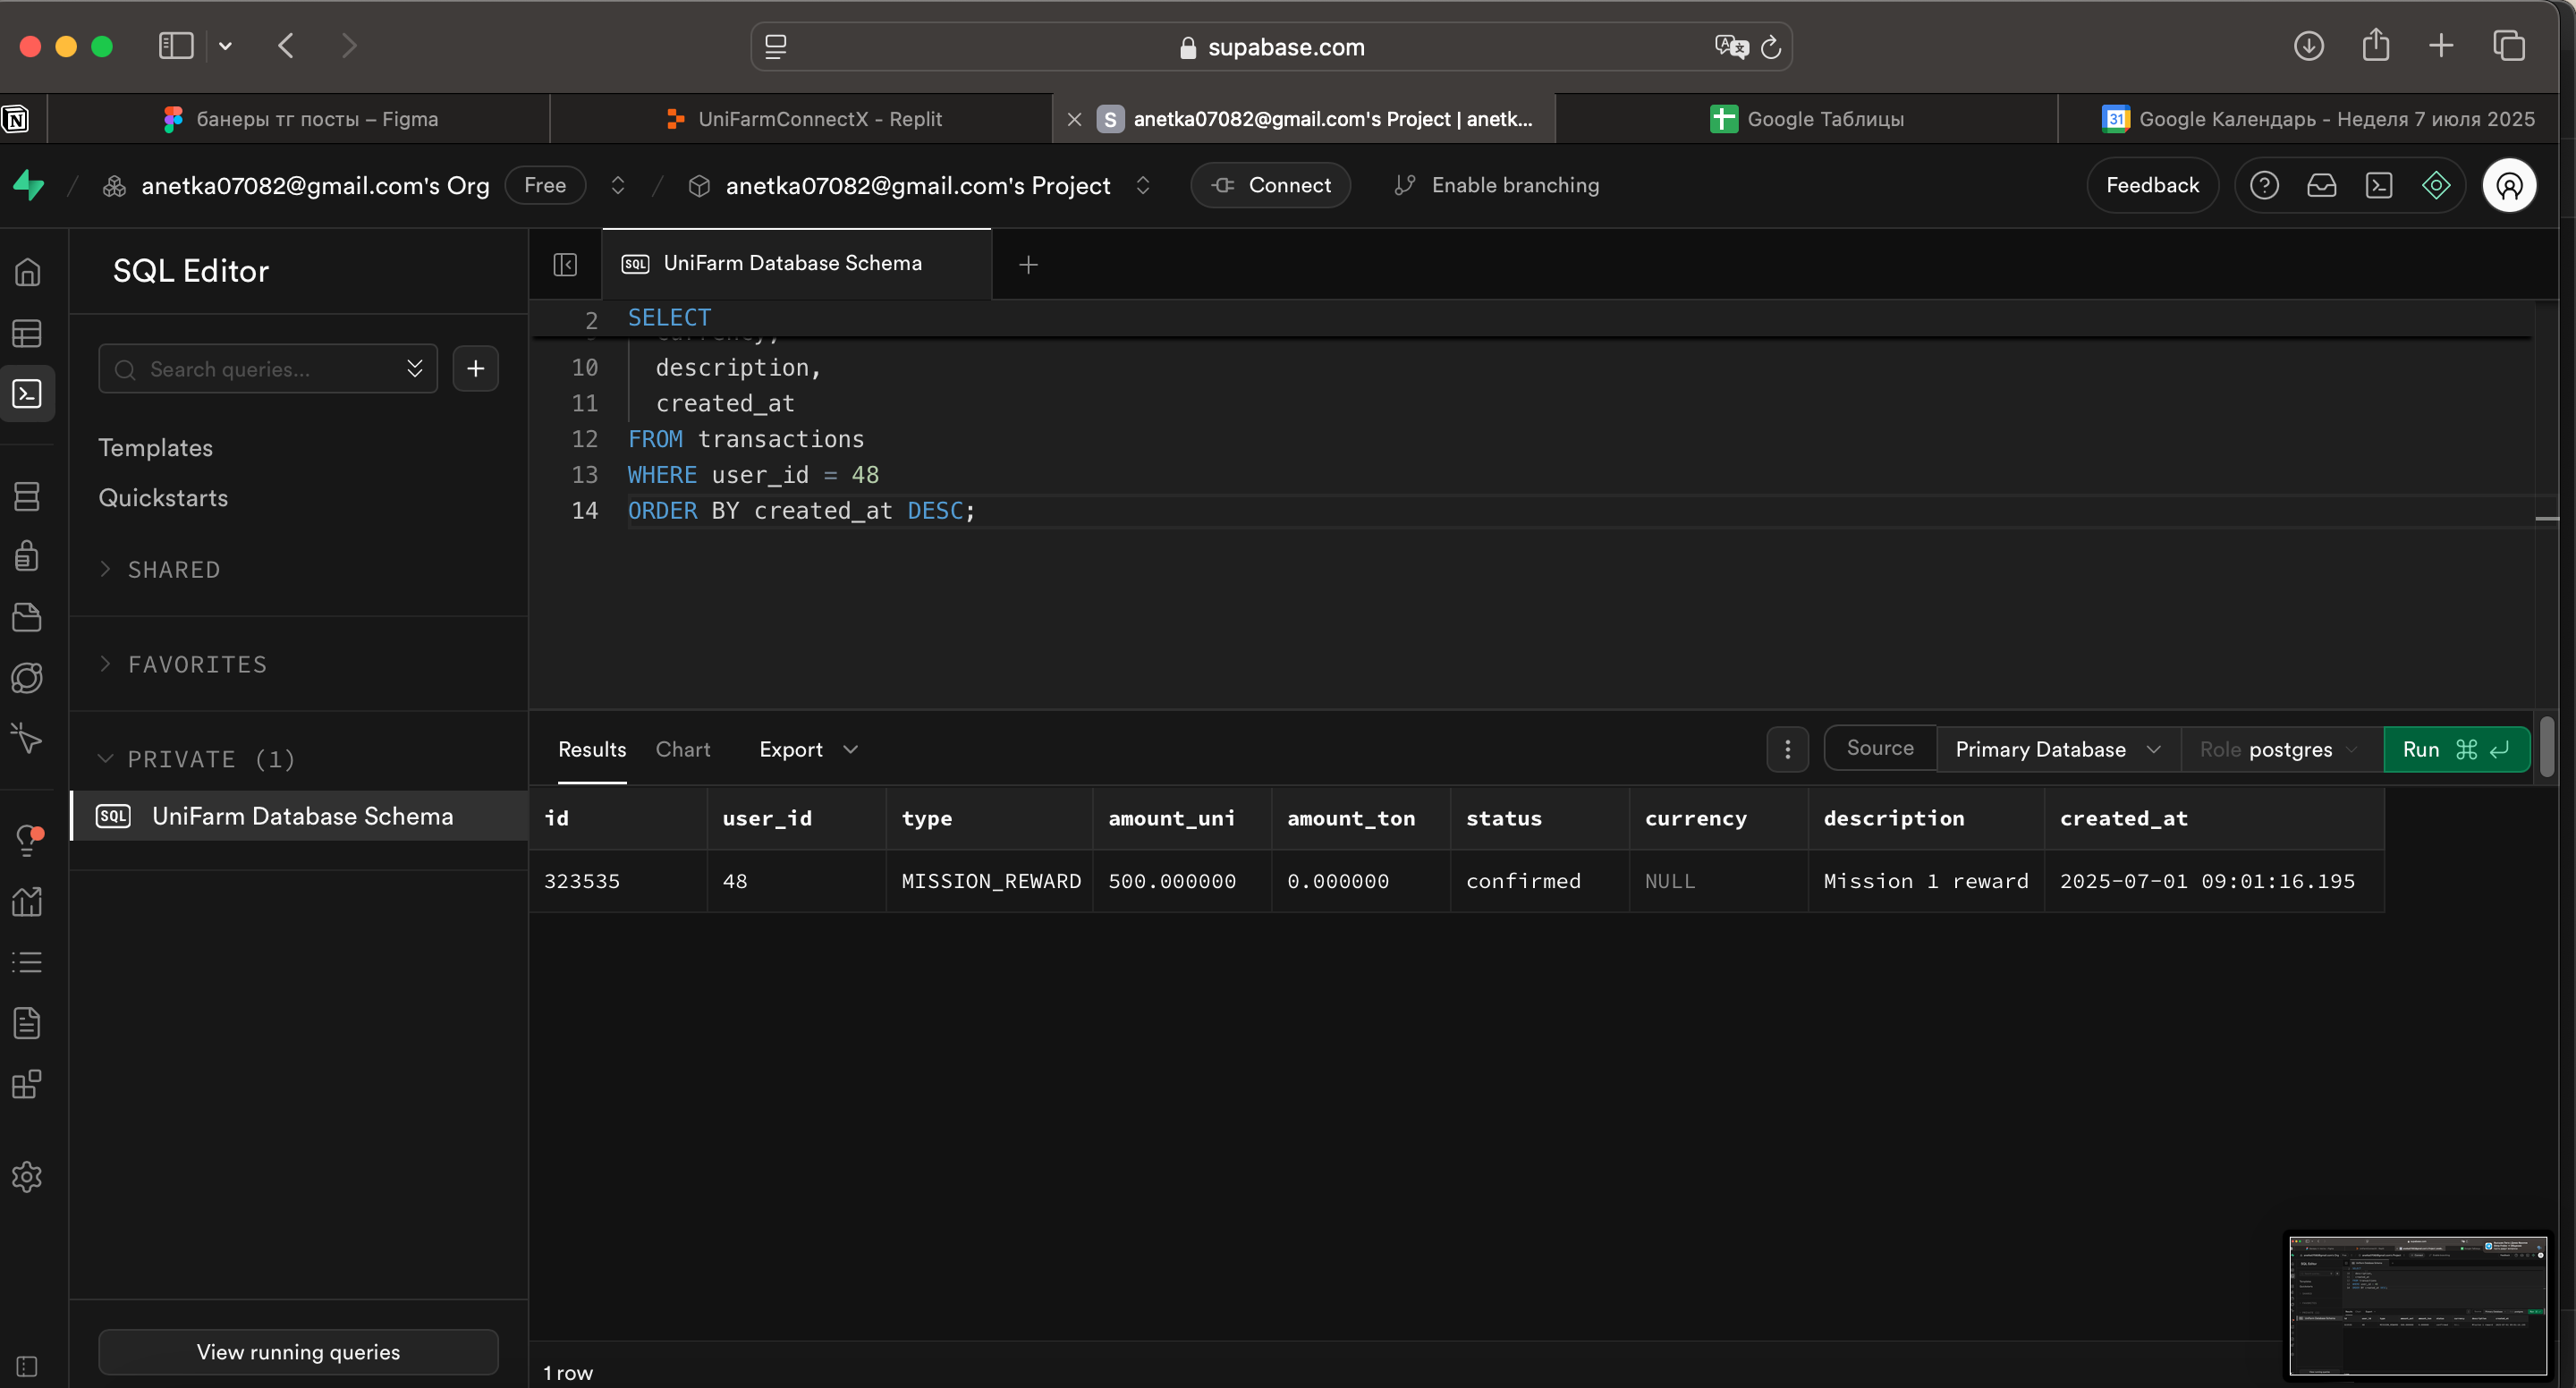 supabase.com
банеры тг посты – Figma
UniFarmConnectX - Replit
S anetka07082@gmail.com's Project | anetk...
Google Таблицы
31 Google Календарь - Неделя 7 июля 2025
anetka07082@gmail.com's Org Free
anetka07082@gmail.com's Project
Connect
Enable branching
Feedback
SQL Editor
SQL UniFarm Database Schema
Search queries...
Templates
Quickstarts
SHARED
FAVORITES
PRIVATE (1)
SQL UniFarm Database Schema
View running queries
2 SELECT
10 description,
11 created_at
12 FROM transactions
13 WHERE user_id = 48
14 ORDER BY created_at DESC;
Results Chart Export
Source Primary Database Role postgres Run
id user_id type amount_uni amount_ton status currency description created_at
323535 48 MISSION_REWARD 500.000000 0.000000 confirmed NULL Mission 1 reward 2025-07-01 09:01:16.195
1 row